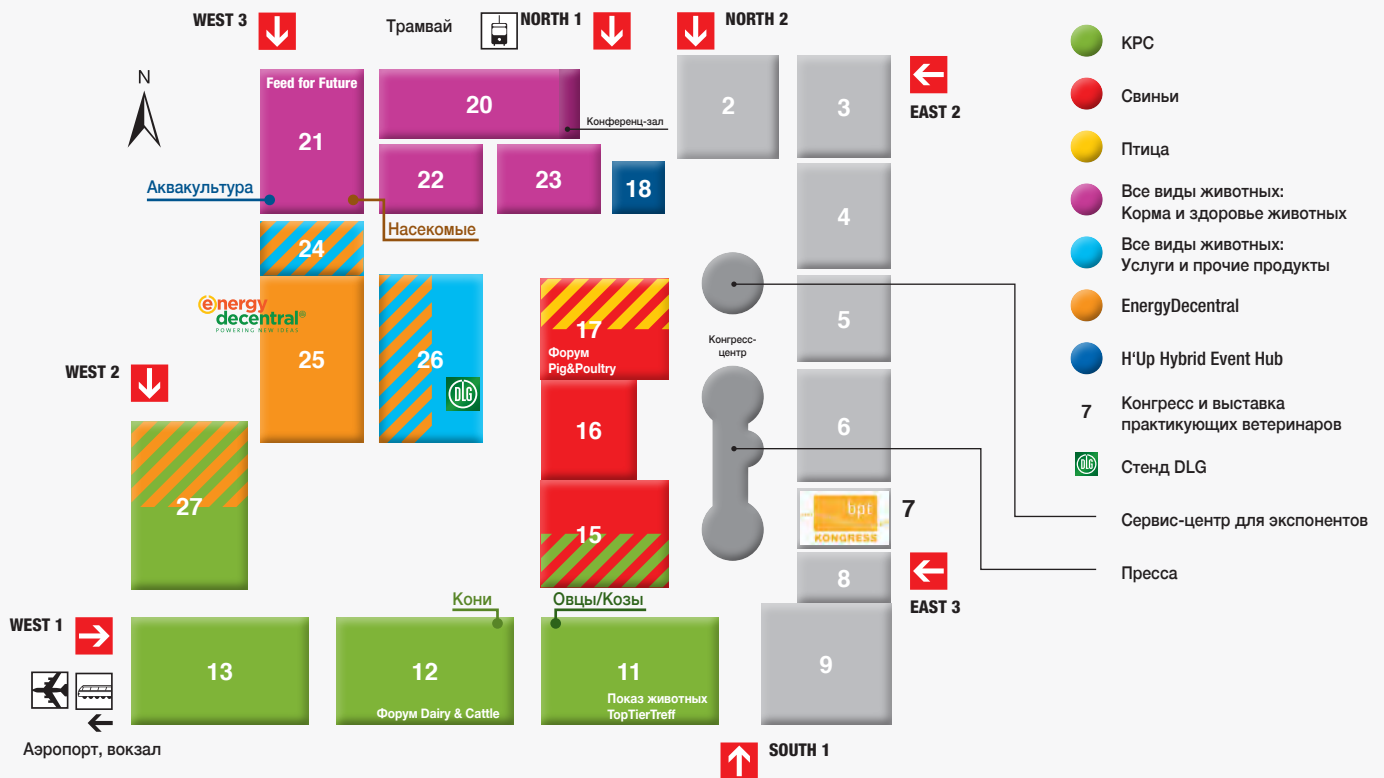 WEST 3
Трамвай
NORTH 1
NORTH 2
N
Feed for Future
21
20
Конференц-зал
2
3
EAST 2
22
23
18
Аквакультура
Насекомые
4
24
energy
decentral®
POWERING NEW IDEAS
25
26
DLG
17
Форум
Pig&Poultry
Конгресс-
центр
5
WEST 2
16
6
27
15
bpt
KONGRESS
7
8
EAST 3
Кони
Овцы/Козы
WEST 1
13
12
Форум Dairy & Cattle
11
Показ животных
TopTierTreff
9
Аэропорт, вокзал
SOUTH 1
КРС
Свиньи
Птица
Все виды животных:
Корма и здоровье животных
Все виды животных:
Услуги и прочие продукты
EnergyDecentral
H'Up Hybrid Event Hub
7
Конгресс и выставка
практикующих ветеринаров
DLG
Стенд DLG
Сервис-центр для экспонентов
Пресса